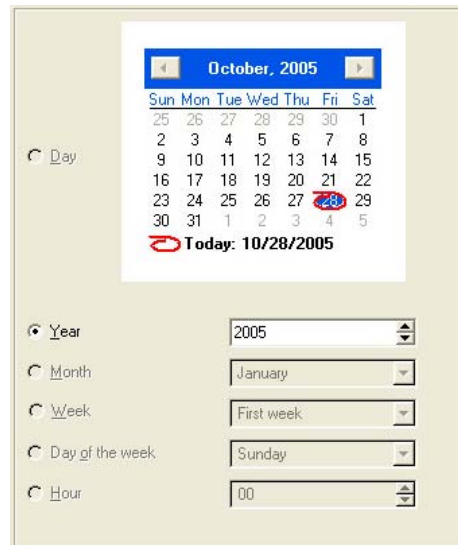 October, 2005
Sun Mon Tue Wed Thu Fri Sat
25 26 27 28 29 30 1
2 3 4 5 6 7 8
9 10 11 12 13 14 15
16 17 18 19 20 21 22
23 24 25 26 27 28 29
30 31 1 2 3 4 5
Today: 10/28/2005
Day
Year 2005
Month January
Week First week
Day of the week Sunday
Hour 00